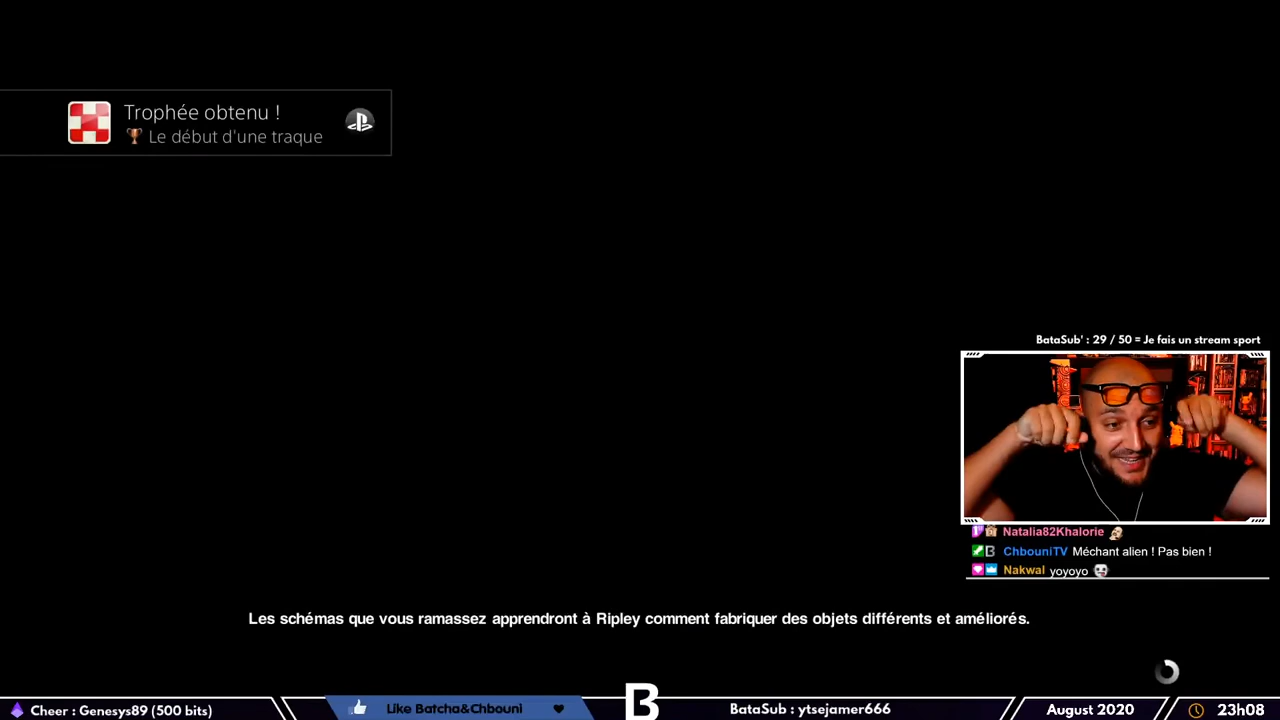 Trophée obtenu !
Le début d'une traque
BataSub' : 29 / 50 = Je fais un stream sport
Natalia82Khalorie
ChbouniTV Méchant alien ! Pas bien !
Nakwal yoyoyo
Les schémas que vous ramassez apprendront à Ripley comment fabriquer des objets différents et améliorés.
Cheer : Genesys89 (500 bits)
Like Batcha&Chbouni
B
BataSub : ytsejamer666
August 2020
23h08